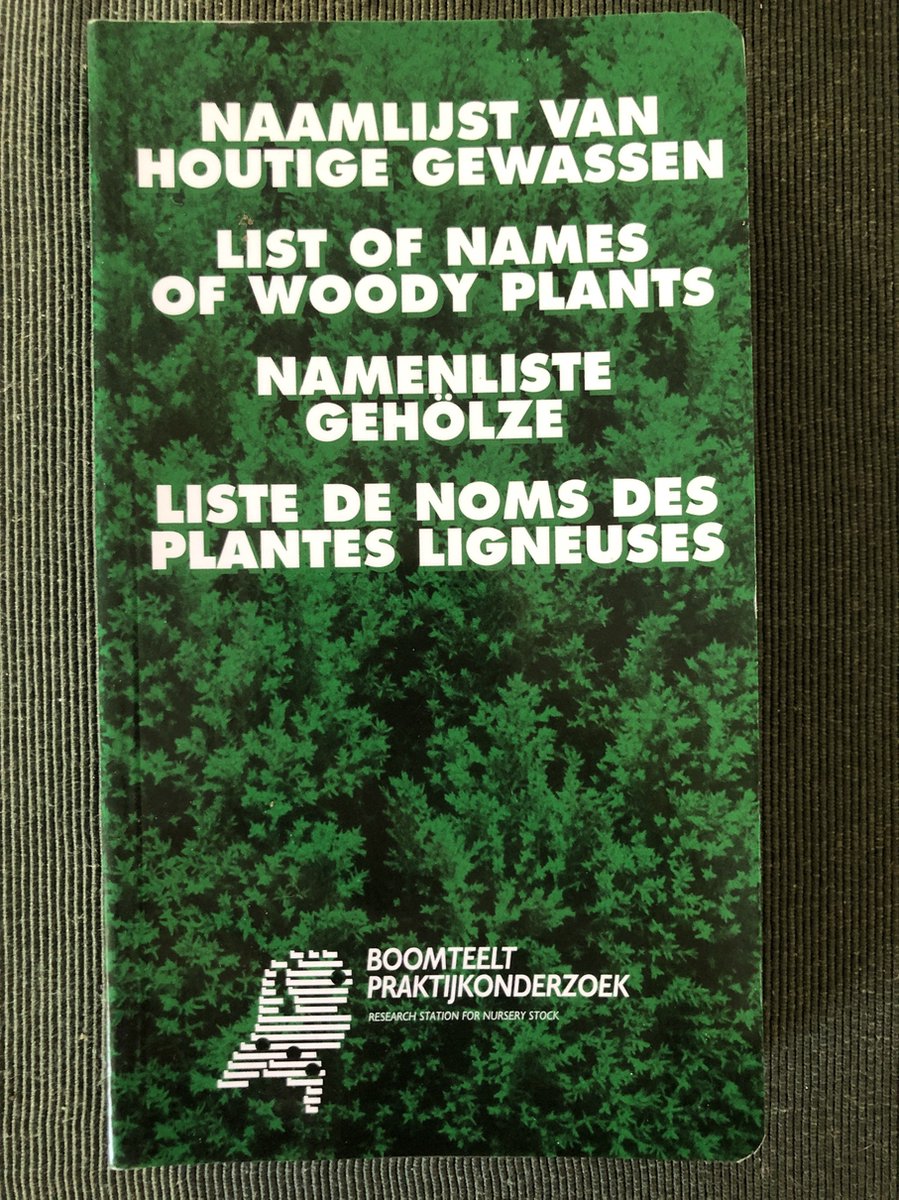 NAAMLIJST VAN
HOUTIGE GEWASSEN
LIST OF NAMES
OF WOODY PLANTS
NAMENLISTE
GEHÖLZE
LISTE DE NOMS DES
PLANTES LIGNEUSES
BOOMTEELT
PRAKTIJKONDERZOEK
RESEARCH STATION FOR NURSERY STOCK